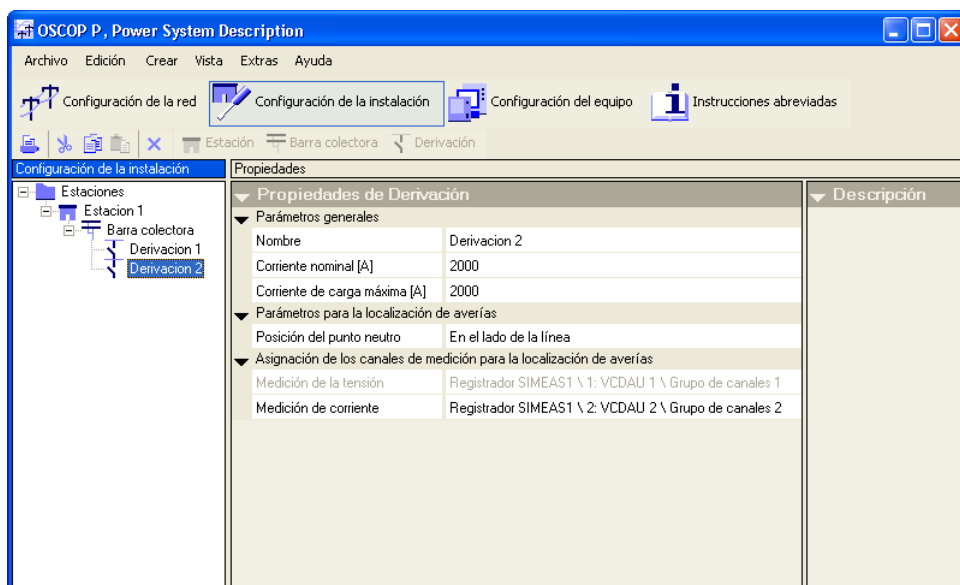 OSCOP P, Power System Description
Archivo Edición Crear Vista Extras Ayuda
Configuración de la red Configuración de la instalación Configuración del equipo Instrucciones abreviadas
Estación Barra colectora Derivación
Configuración de la instalación Propiedades
Estaciones
Estacion 1
Barra colectora
Derivacion 1
Derivacion 2
Propiedades de Derivación
Parámetros generales
Nombre Derivacion 2
Corriente nominal [A] 2000
Corriente de carga máxima [A] 2000
Parámetros para la localización de averías
Posición del punto neutro En el lado de la línea
Asignación de los canales de medición para la localización de averías
Medición de la tensión Registrador SIMEAS1 \ 1: VCDAU 1 \ Grupo de canales 1
Medición de corriente Registrador SIMEAS1 \ 2: VCDAU 2 \ Grupo de canales 2
Descripción